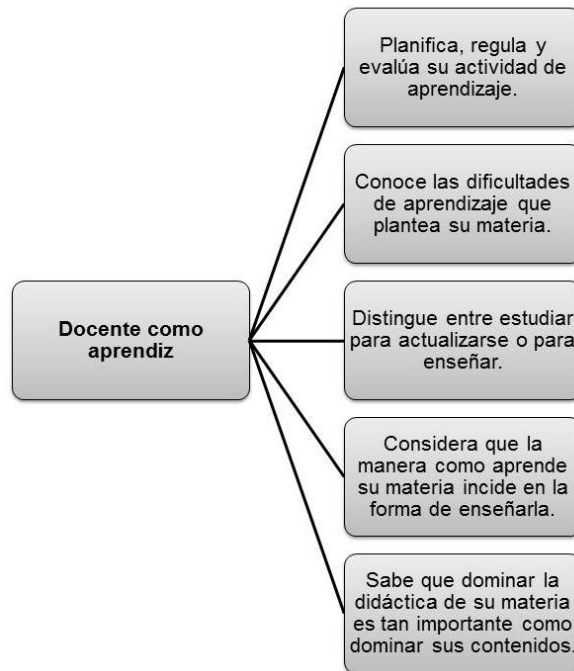 Planifica, regula y
evalúa su actividad de
aprendizaje.
Conoce las dificultades
de aprendizaje que
plantea su materia.
Docente como
aprendiz
Distingue entre estudiar
para actualizarse o para
enseñar.
Considera que la
manera como aprende
su materia incide en la
forma de enseñarla.
Sabe que dominar la
didáctica de su materia
es tan importante como
dominar sus contenidos.